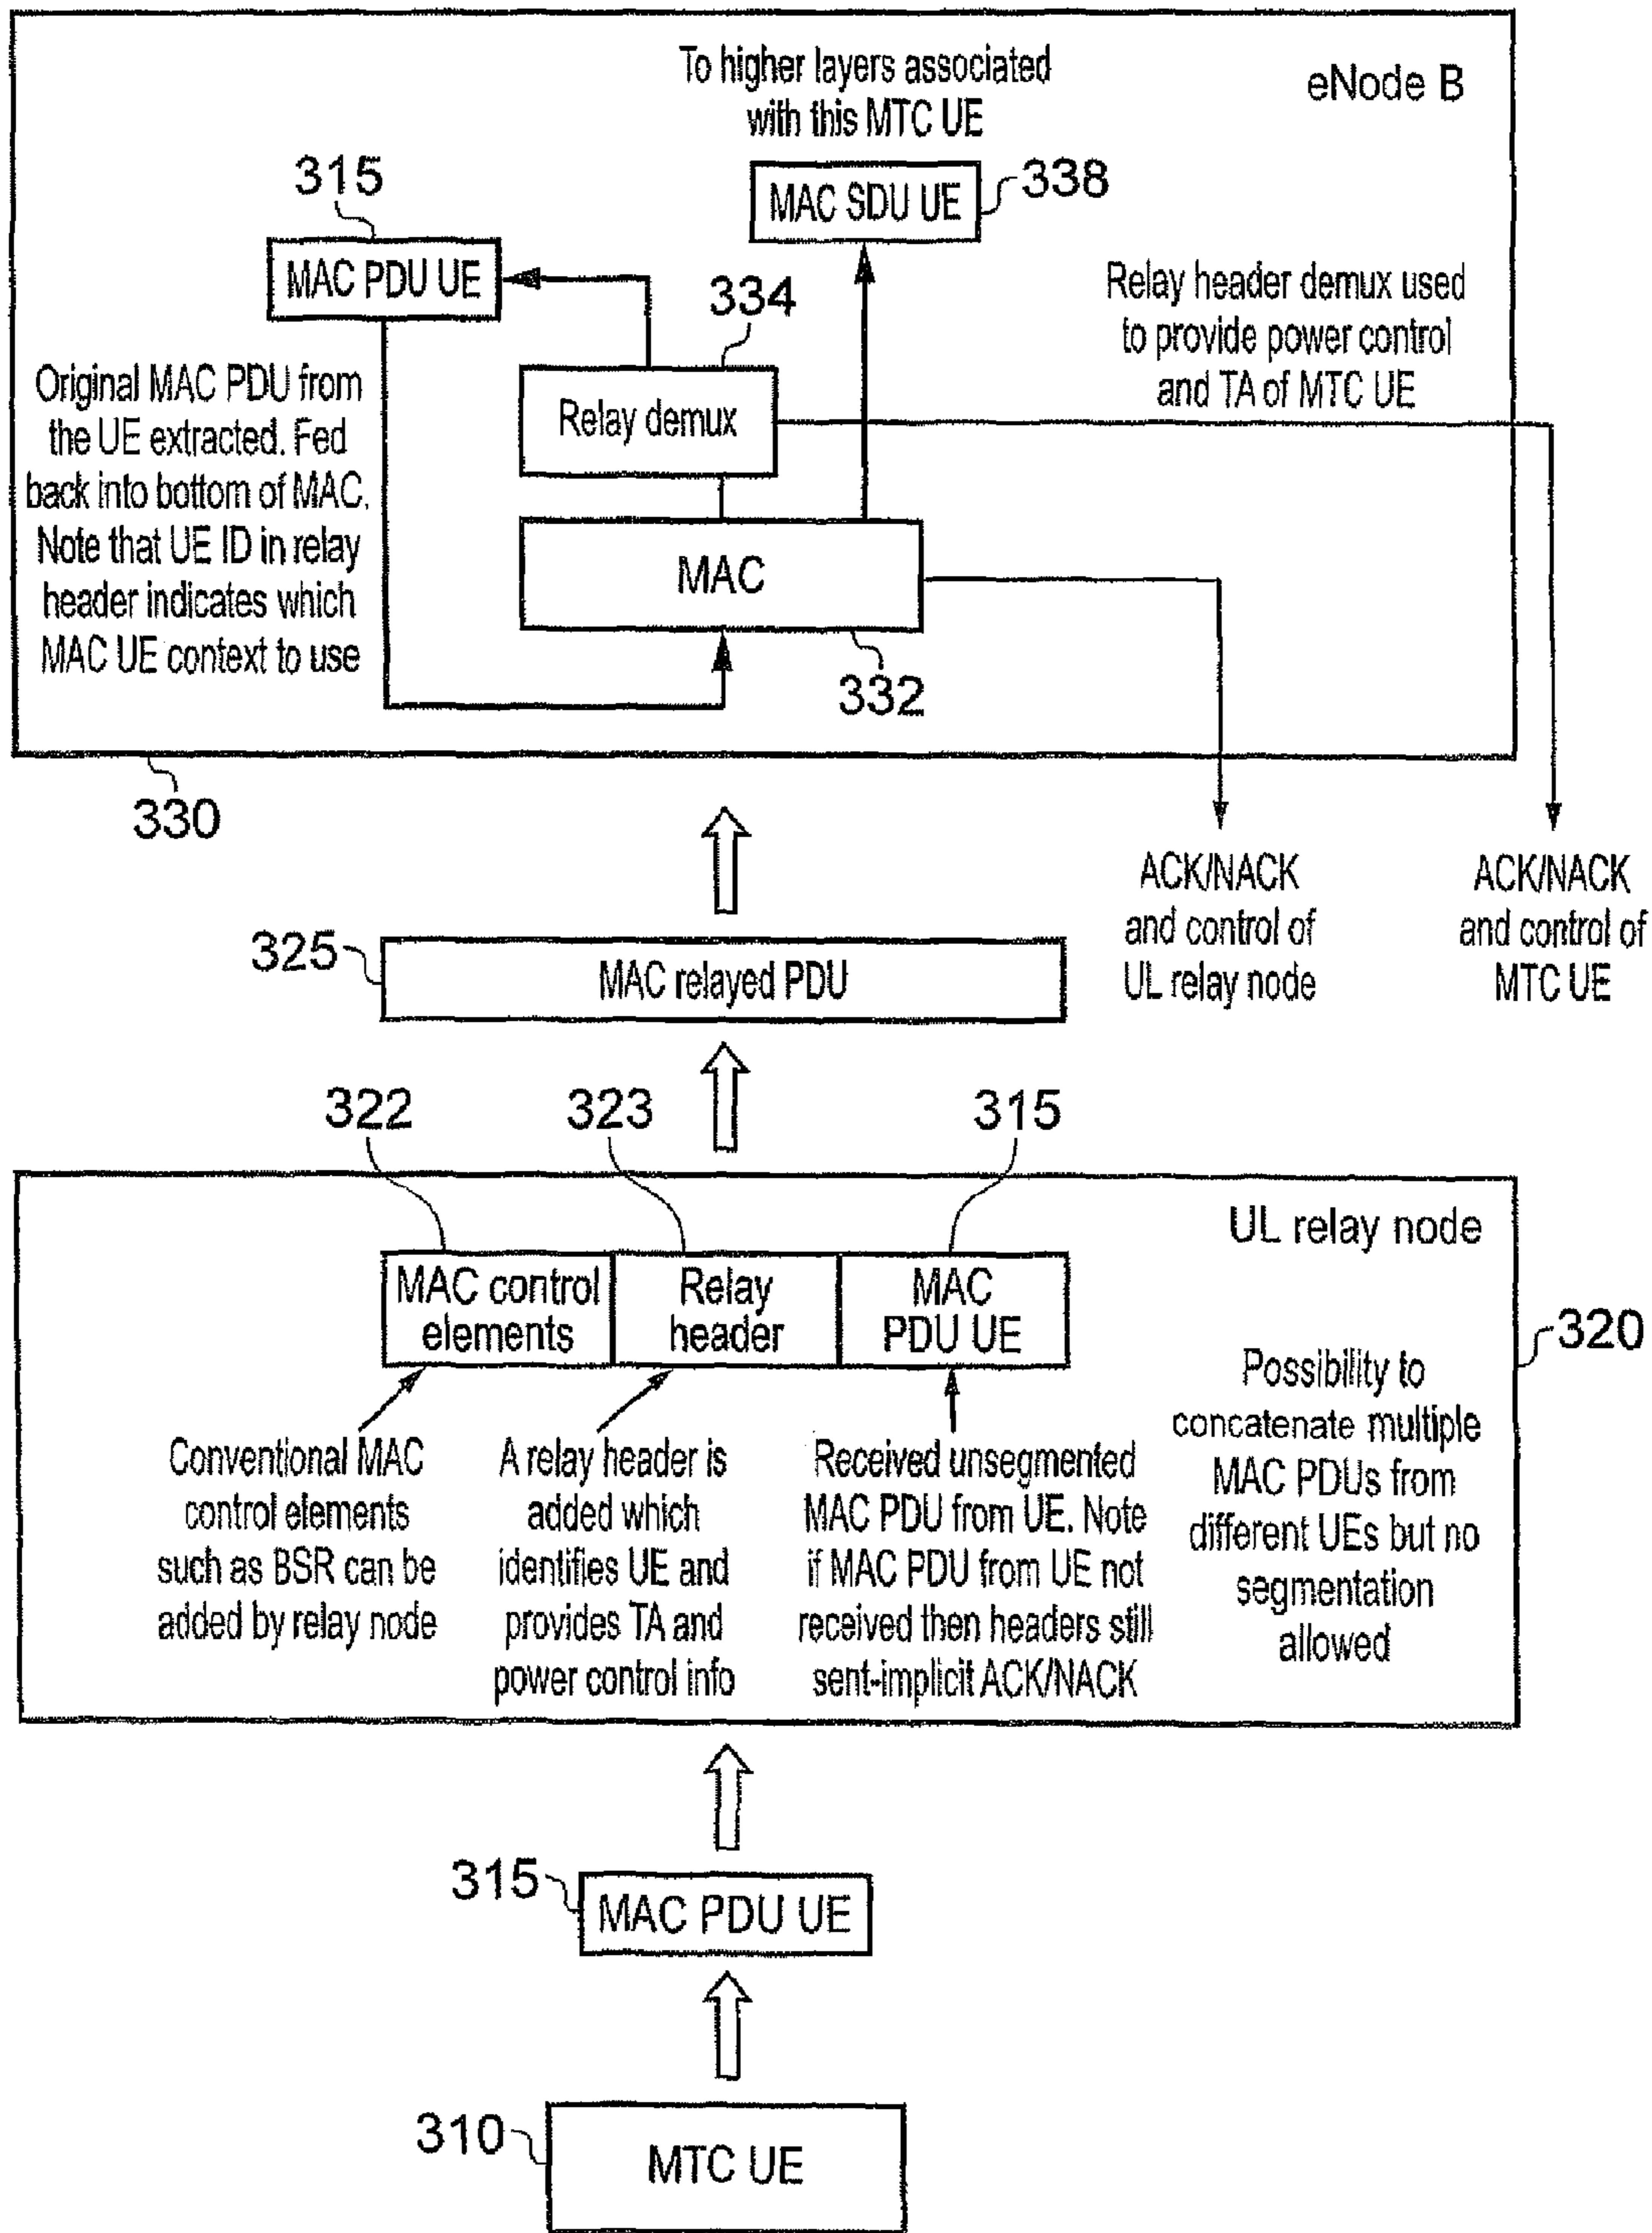 To higher layers associated
with this MTC UE
eNode B
315
MAC SDU UE
338
MAC PDU UE
334
Relay header demux used
to provide power control
and TA of MTC UE
Original MAC PDU from
the UE extracted. Fed
back into bottom of MAC.
Note that UE ID in relay
header indicates which
MAC UE context to use
Relay demux
MAC
332
330
ACK/NACK
and control of
UL relay node
ACK/NACK
and control of
MTC UE
325
MAC relayed PDU
322
323
315
UL relay node
MAC control
elements
Relay
header
MAC
PDU UE
320
Conventional MAC
control elements
such as BSR can be
added by relay node
A relay header is
added which
identifies UE and
provides TA and
power control info
Received unsegmented
MAC PDU from UE. Note
if MAC PDU from UE not
received then headers still
sent-implicit ACK/NACK
Possibility to
concatenate multiple
MAC PDUs from
different UEs but no
segmentation
allowed
315
MAC PDU UE
310
MTC UE